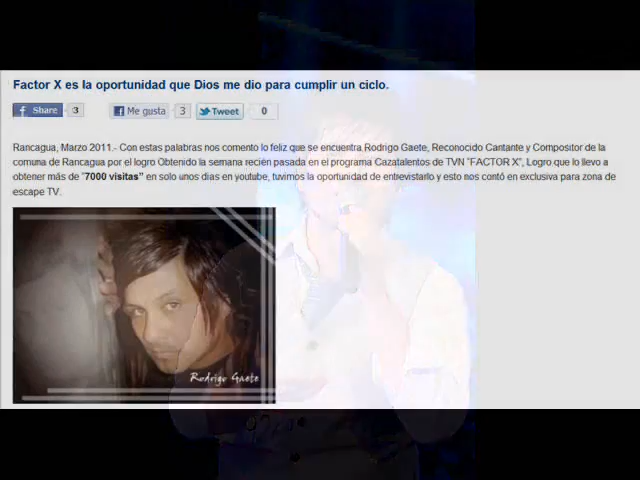 Factor X es la oportunidad que Dios me dio para cumplir un ciclo.
Share 3 Me gusta 3 Tweet 0
Rancagua, Marzo 2011.- Con estas palabras nos comento lo feliz que se encuentra Rodrigo Gaete, Reconocido Cantante y Compositor de la
comuna de Rancagua por el logro Obtenido la semana recien pasada en el programa Cazatalentos de TVN "FACTOR X", Logro que lo llevo a
obtener más de "7000 visitas" en solo unos dias en youtube, tuvimos la oportunidad de entrevistarlo y esto nos contó en exclusiva para zona de
escape TV.
Rodrigo Gaete